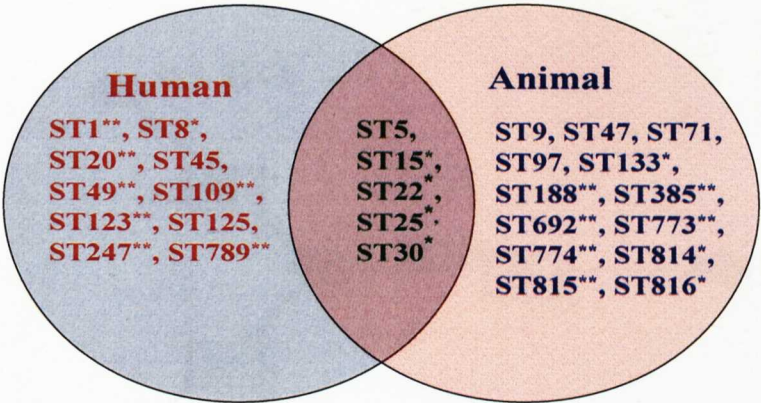 Human
ST1**, ST8*,
ST20**, ST45,
ST49**, ST109**,
ST123**, ST125,
ST247**, ST789**
ST5,
ST15*,
ST22*,
ST25*,
ST30*
Animal
ST9, ST47, ST71,
ST97, ST133*,
ST188**, ST385**,
ST692**, ST773**,
ST774**, ST814*,
ST815**, ST816*